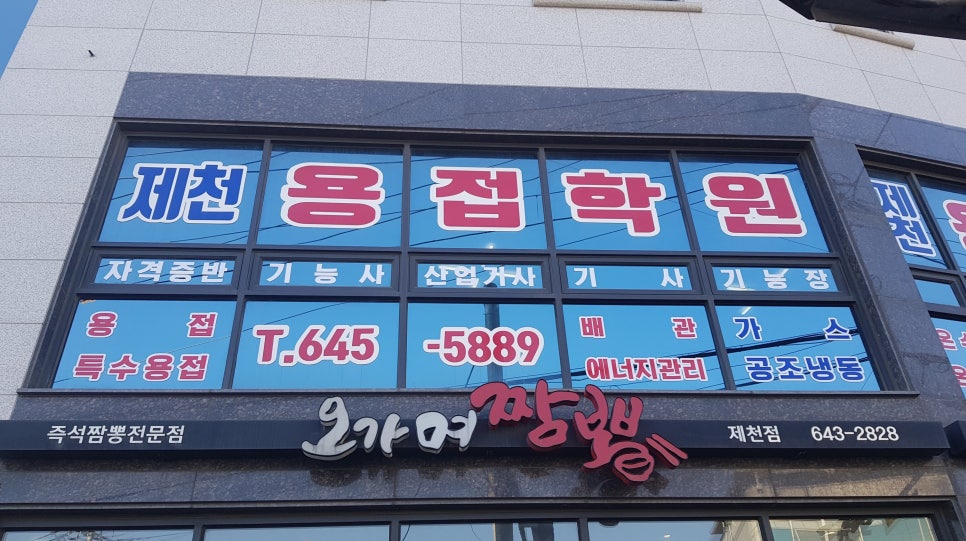 제천 용접학원
자격증반 기능사 산업기사 기사 기능장
용접 T.645 -5889 배관 가스
특수용접 에너지관리 공조냉동
즉석짬뽕전문점 오가며 짬뽕 제천점 643-2828
제천